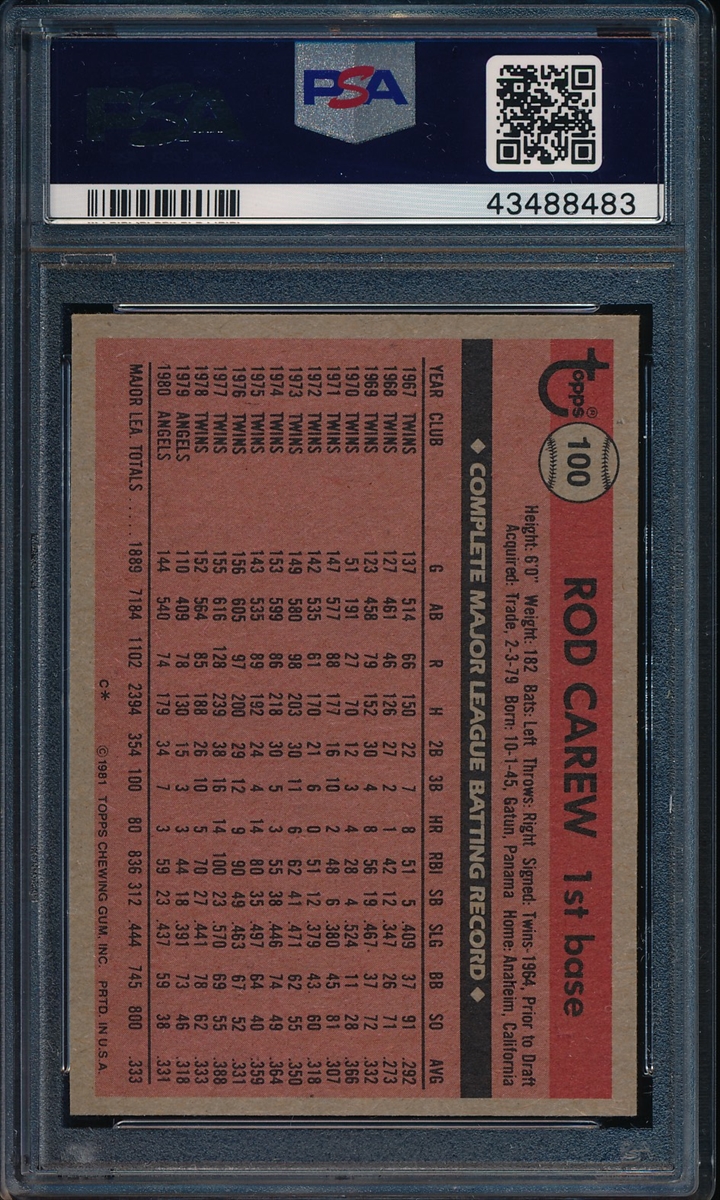 PSA
43488483
topps® 100 ROD CAREW 1st base
Height: 6'0" Weight: 182 Bats: Left Throws: Right Signed: Twins-1964, Prior to Draft
Acquired: Trade, 2-3-79 Born: 10-1-45, Gatun, Panama Home: Anaheim, California
◆ COMPLETE MAJOR LEAGUE BATTING RECORD ◆
YEAR CLUB G AB R H 2B 3B HR RBI SB SLG BB SO AVG
1967 TWINS 137 514 66 150 22 7 8 51 5 .409 37 91 .292
1968 TWINS 127 461 46 126 27 2 1 42 12 .347 26 71 .273
1969 TWINS 123 458 79 152 30 4 8 56 19 .467 37 72 .332
1970 TWINS 51 191 27 70 12 3 4 28 4 .524 11 28 .366
1971 TWINS 147 577 88 177 16 10 2 48 6 .380 45 81 .307
1972 TWINS 142 535 61 170 21 6 0 51 12 .379 43 60 .318
1973 TWINS 149 580 98 203 30 11 6 62 41 .471 62 55 .350
1974 TWINS 153 599 86 218 30 5 3 55 38 .446 74 49 .364
1975 TWINS 143 535 89 192 24 4 14 80 35 .497 64 40 .359
1976 TWINS 156 605 97 200 29 12 9 90 49 .463 67 52 .331
1977 TWINS 155 616 128 239 38 16 14 100 23 .570 69 55 .388
1978 TWINS 152 564 85 188 26 10 5 70 27 .441 78 62 .333
1979 ANGELS 110 409 78 130 15 3 3 44 18 .391 73 46 .318
1980 ANGELS 144 540 74 179 34 7 3 59 23 .437 59 38 .331
MAJOR LEA. TOTALS .... 1889 7184 1102 2394 354 100 80 836 312 .444 745 800 .333
C* ©1981 TOPPS CHEWING GUM, INC. PRTD. IN U.S.A.